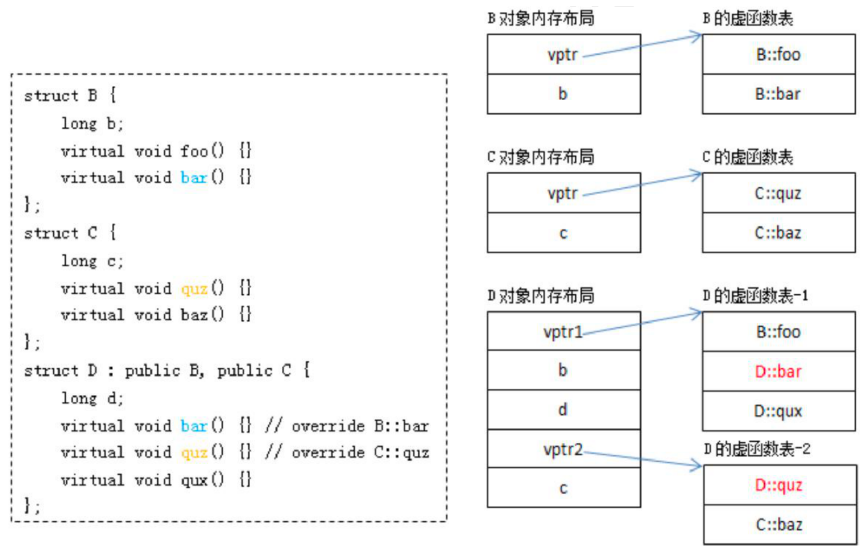 struct B {
long b;
virtual void foo() {}
virtual void bar() {}
};
struct C {
long c;
virtual void quz() {}
virtual void baz() {}
};
struct D : public B, public C {
long d;
virtual void bar() {} // override B::bar
virtual void quz() {} // override C::quz
virtual void qux() {}
};
B对象内存布局
vptr
b
B的虚函数表
B::foo
B::bar
C对象内存布局
vptr
c
C的虚函数表
C::quz
C::baz
D对象内存布局
vptr1
b
d
vptr2
c
D的虚函数表-1
B::foo
D::bar
D::qux
D的虚函数表-2
D::quz
C::baz